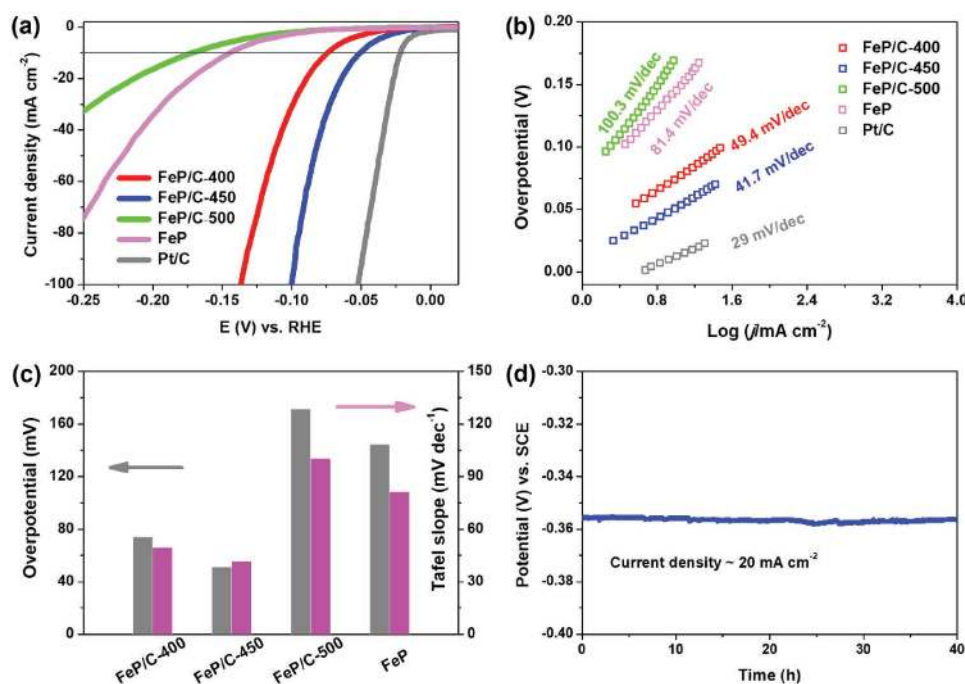 (a)
0
-20
-40
-60
-80
-100
Current density (mA cm⁻²)
FeP/C-400
FeP/C-450
FeP/C-500
FeP
Pt/C
-0.25
-0.20
-0.15
-0.10
-0.05
0.00
E (V) vs. RHE
(b)
0.20
0.15
0.10
0.05
0.00
Overpotential (V)
100.3 mV/dec
81.4 mV/dec
49.4 mV/dec
41.7 mV/dec
29 mV/dec
FeP/C-400
FeP/C-450
FeP/C-500
FeP
Pt/C
0.0
0.8
1.6
2.4
3.2
4.0
Log (j/mA cm⁻²)
(c)
200
160
120
80
40
0
Overpotential (mV)
150
120
90
60
30
0
Tafel slope (mV dec⁻¹)
FeP/C-400
FeP/C-450
FeP/C-500
FeP
(d)
-0.30
-0.32
-0.34
-0.36
-0.38
-0.40
Potential (V) vs. SCE
Current density ~ 20 mA cm⁻²
0
10
20
30
40
Time (h)